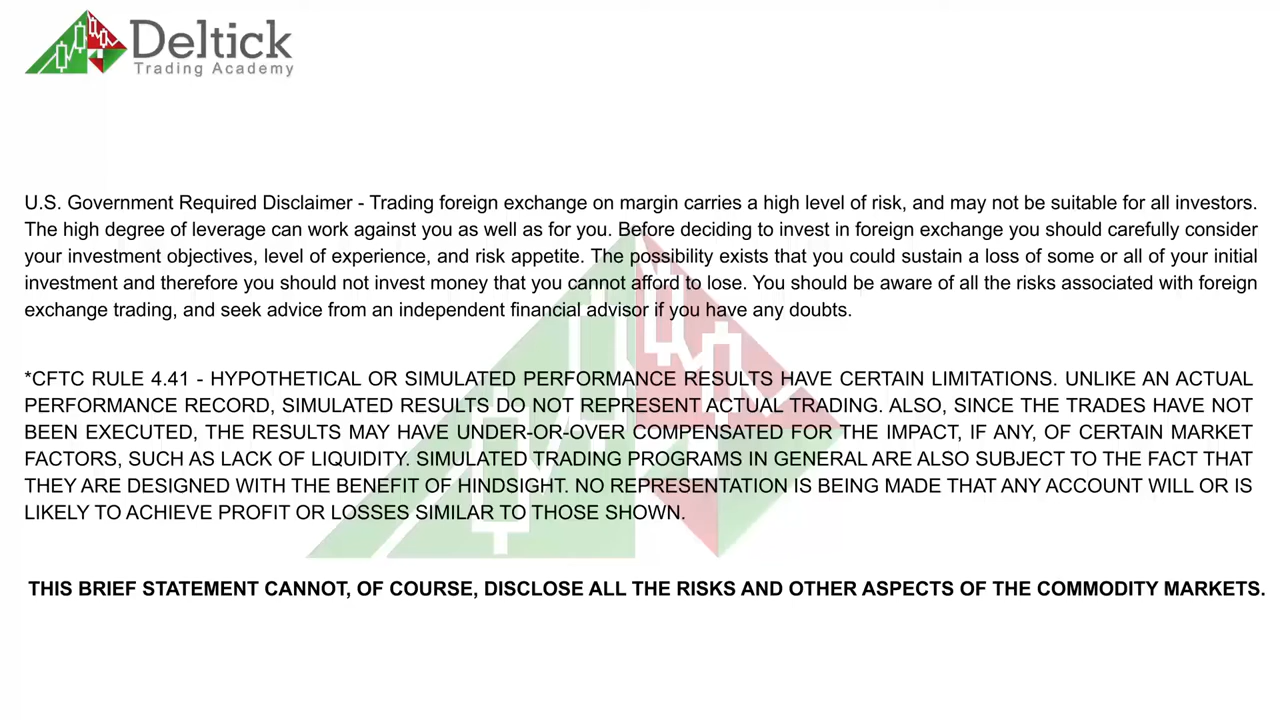 Deltick
Trading Academy
U.S. Government Required Disclaimer - Trading foreign exchange on margin carries a high level of risk, and may not be suitable for all investors.
The high degree of leverage can work against you as well as for you. Before deciding to invest in foreign exchange you should carefully consider
your investment objectives, level of experience, and risk appetite. The possibility exists that you could sustain a loss of some or all of your initial
investment and therefore you should not invest money that you cannot afford to lose. You should be aware of all the risks associated with foreign
exchange trading, and seek advice from an independent financial advisor if you have any doubts.
*CFTC RULE 4.41 - HYPOTHETICAL OR SIMULATED PERFORMANCE RESULTS HAVE CERTAIN LIMITATIONS. UNLIKE AN ACTUAL
PERFORMANCE RECORD, SIMULATED RESULTS DO NOT REPRESENT ACTUAL TRADING. ALSO, SINCE THE TRADES HAVE NOT
BEEN EXECUTED, THE RESULTS MAY HAVE UNDER-OR-OVER COMPENSATED FOR THE IMPACT, IF ANY, OF CERTAIN MARKET
FACTORS, SUCH AS LACK OF LIQUIDITY. SIMULATED TRADING PROGRAMS IN GENERAL ARE ALSO SUBJECT TO THE FACT THAT
THEY ARE DESIGNED WITH THE BENEFIT OF HINDSIGHT. NO REPRESENTATION IS BEING MADE THAT ANY ACCOUNT WILL OR IS
LIKELY TO ACHIEVE PROFIT OR LOSSES SIMILAR TO THOSE SHOWN.
THIS BRIEF STATEMENT CANNOT, OF COURSE, DISCLOSE ALL THE RISKS AND OTHER ASPECTS OF THE COMMODITY MARKETS.